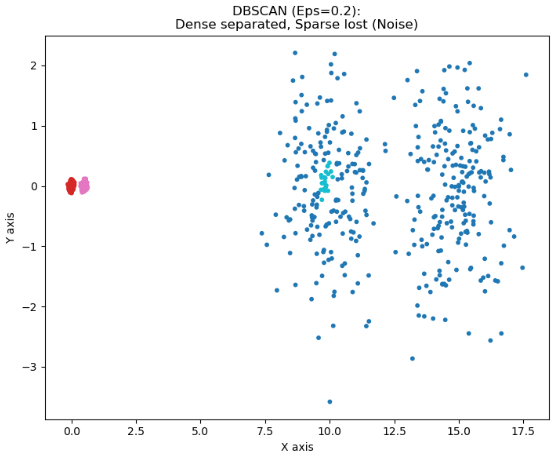 DBSCAN (Eps=0.2):
Dense separated, Sparse lost (Noise)
Y axis
2
1
0
−1
−2
−3
0.0 2.5 5.0 7.5 10.0 12.5 15.0 17.5
X axis